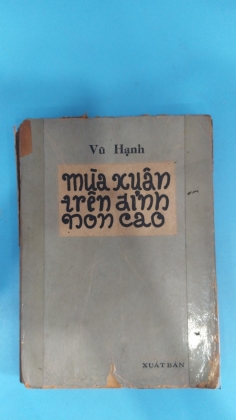 Vũ Hạnh
mùa xuân
trên đỉnh
non cao
XUẤT BẢN